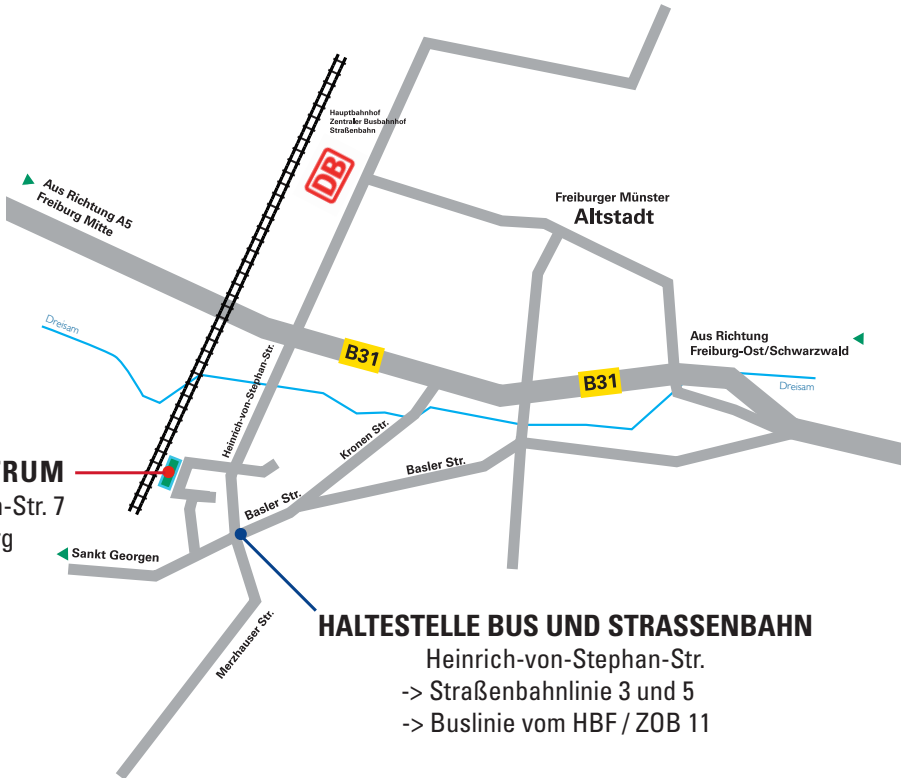 Hauptbahnhof
Zentraler Busbahnhof
Straßenbahn
DB
Aus Richtung A5
Freiburg Mitte
Freiburger Münster
Altstadt
Dreisam
Aus Richtung
Freiburg-Ost/Schwarzwald
B31
B31
Dreisam
Heinrich-von-Stephan-Str.
Kronen Str.
Basler Str.
TRUM
n-Str. 7
rg
Basler Str.
Sankt Georgen
Merzhauser Str.
HALTESTELLE BUS UND STRASSENBAHN
Heinrich-von-Stephan-Str.
-> Straßenbahnlinie 3 und 5
-> Buslinie vom HBF / ZOB 11